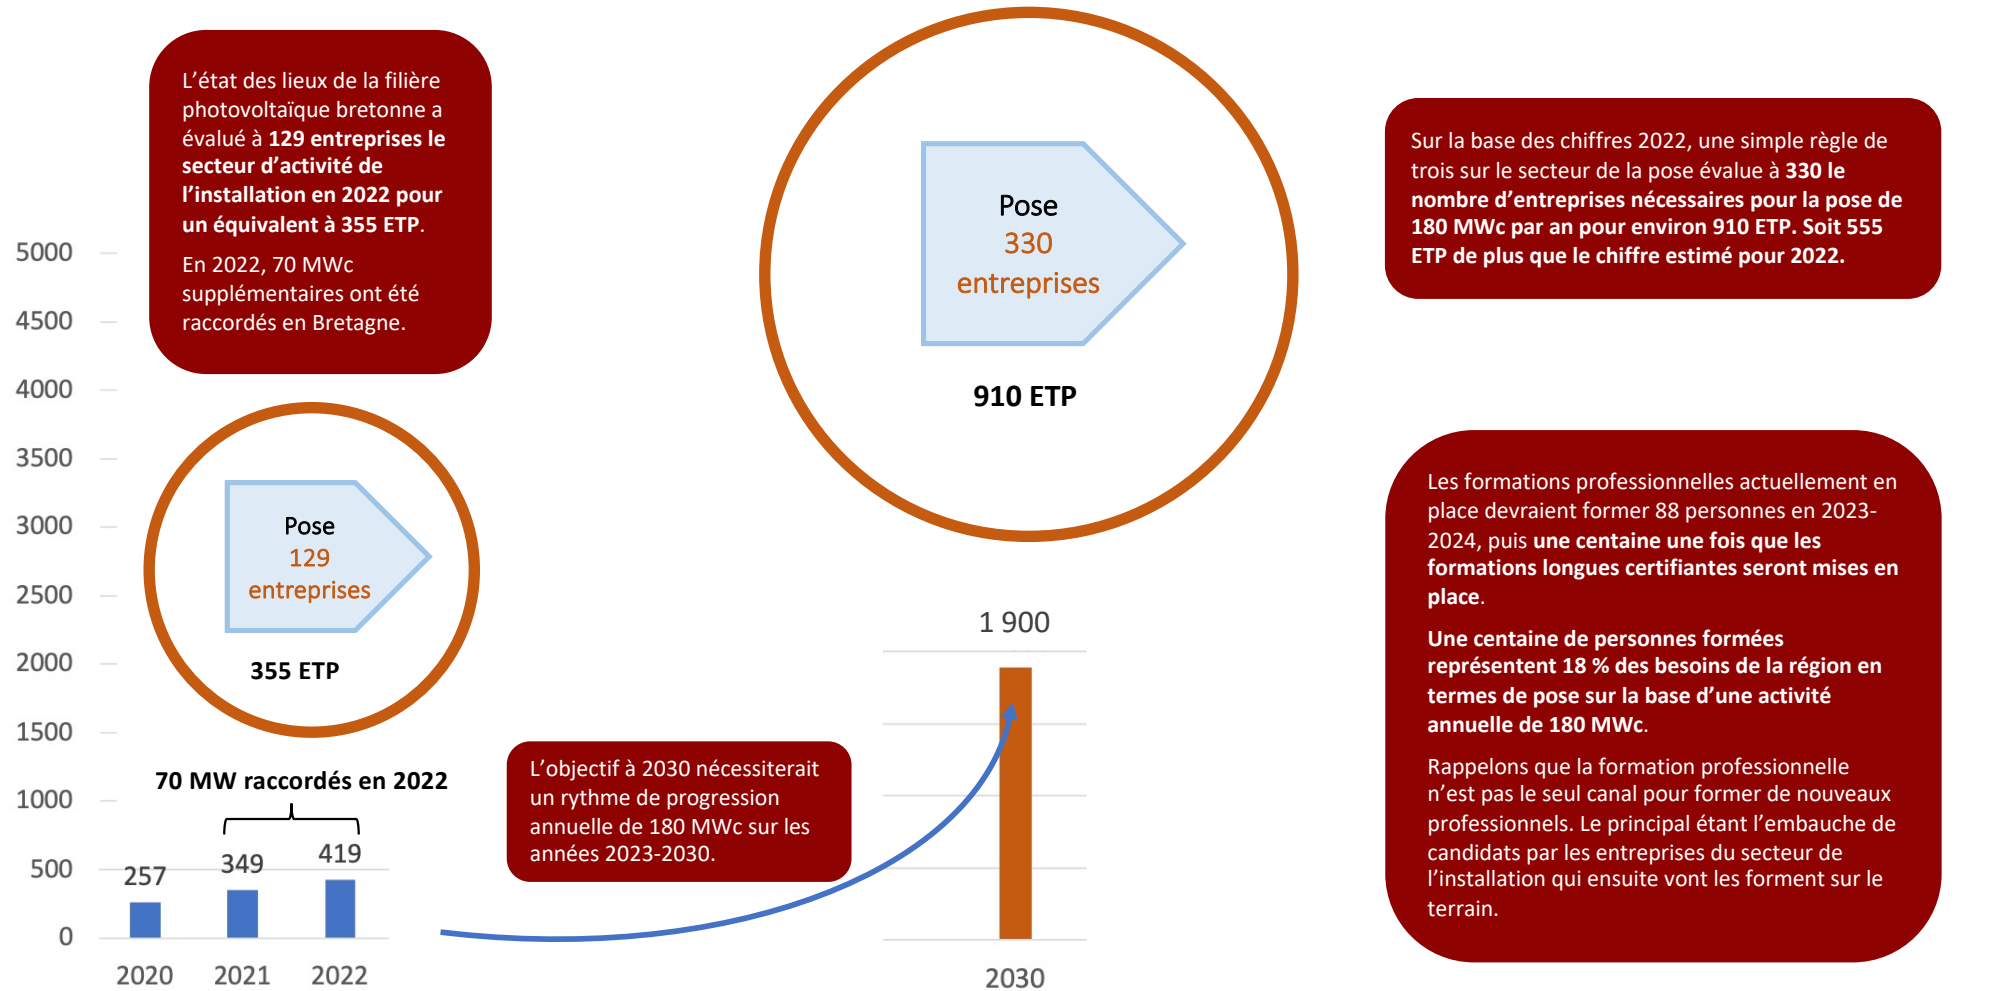 L'état des lieux de la filière
photovoltaïque bretonne a
évalué à 129 entreprises le
secteur d'activité de
l'installation en 2022 pour
un équivalent à 355 ETP.
En 2022, 70 MWc
supplémentaires ont été
raccordés en Bretagne.
Pose
330
entreprises
910 ETP
Sur la base des chiffres 2022, une simple règle de
trois sur le secteur de la pose évalue à 330 le
nombre d'entreprises nécessaires pour la pose de
180 MWc par an pour environ 910 ETP. Soit 555
ETP de plus que le chiffre estimé pour 2022.
5000
4500
4000
3500
3000
2500
2000
1500
1000
500
0
Pose
129
entreprises
355 ETP
70 MW raccordés en 2022
257
349
419
2020
2021
2022
L'objectif à 2030 nécessiterait
un rythme de progression
annuelle de 180 MWc sur les
années 2023-2030.
1 900
2030
Les formations professionnelles actuellement en
place devraient former 88 personnes en 2023-
2024, puis une centaine une fois que les
formations longues certifiantes seront mises en
place.
Une centaine de personnes formées
représentent 18 % des besoins de la région en
termes de pose sur la base d'une activité
annuelle de 180 MWc.
Rappelons que la formation professionnelle
n'est pas le seul canal pour former de nouveaux
professionnels. Le principal étant l'embauche de
candidats par les entreprises du secteur de
l'installation qui ensuite vont les forment sur le
terrain.